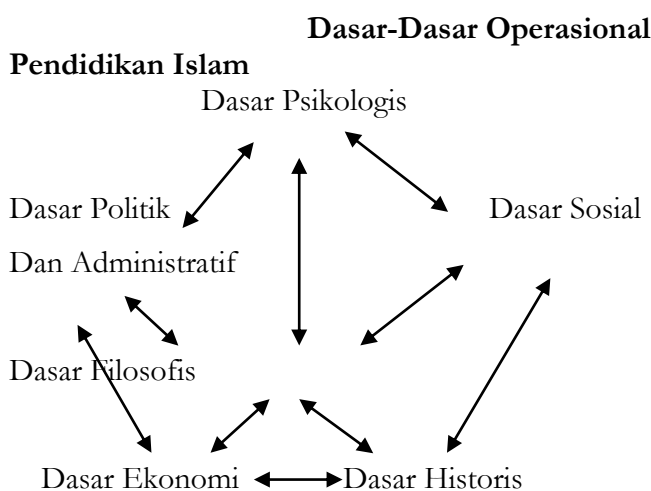 Dasar-Dasar Operasional
Pendidikan Islam
Dasar Psikologis
Dasar Politik
Dasar Sosial
Dan Administratif
Dasar Filosofis
Dasar Ekonomi
Dasar Historis